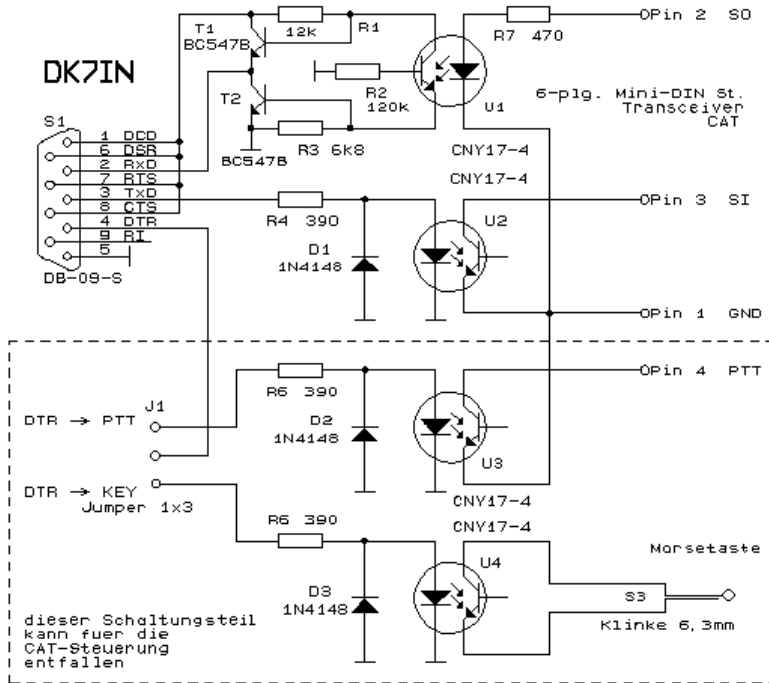 T1
BC547B
12k
R1
R7 470
OPin 2 SO
DK7IN
R2
120k
U1
6-plg. Mini-DIN St.
Transceiver
CAT
T2
S1
1 DCD
6 DSR
2 RxD
7 RTS
3 TxD
8 CTS
4 DTR
9 RI
5
DB-09-S
BC547B
R3 6k8
CNY17-4
CNY17-4
R4 390
U2
OPin 3 SI
D1
1N4148
OPin 1 GND
OPin 4 PTT
R6 390
J1
DTR → PTT
D2
1N4148
U3
DTR → KEY
Jumper 1x3
CNY17-4
CNY17-4
R6 390
U4
Morsetaste
D3
1N4148
S3
Klinke 6,3mm
dieser Schaltungsteil
kann fuer die
CAT-Steuerung
entfallen